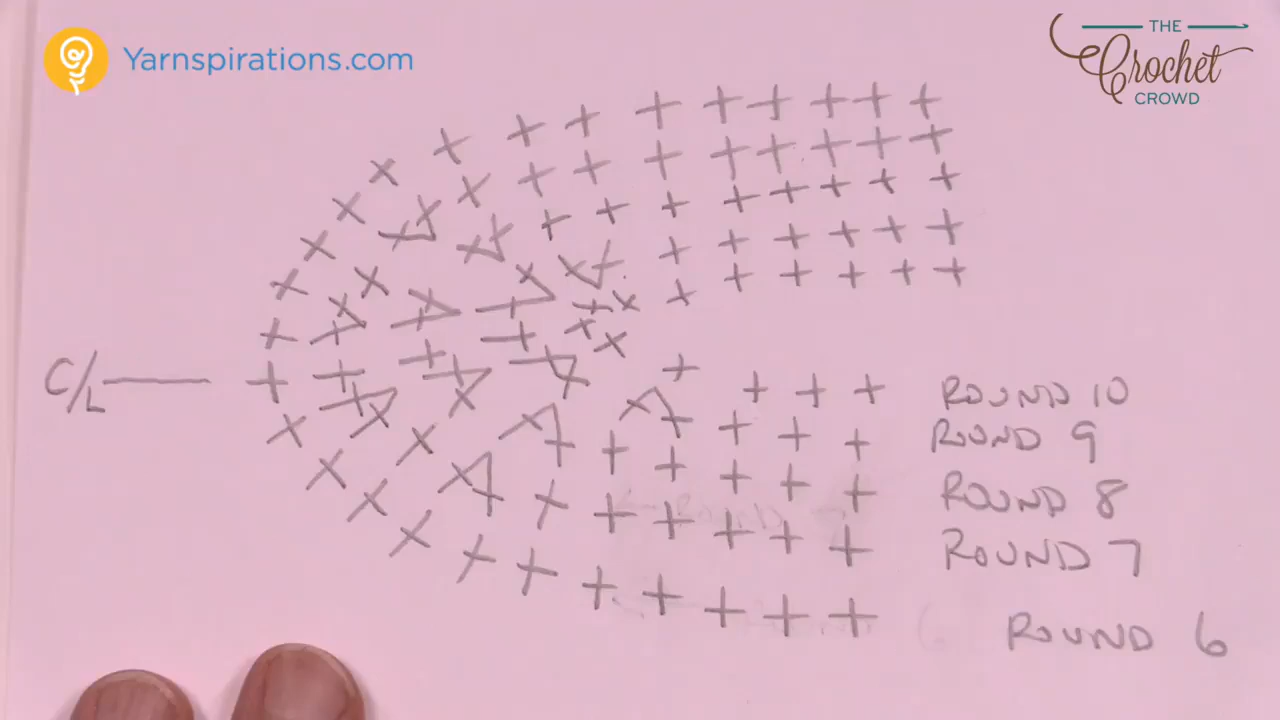 Yarnspirations.com
THE
Crochet
CROWD
C/L
ROUND 10
ROUND 9
ROUND 8
ROUND 7
ROUND 6